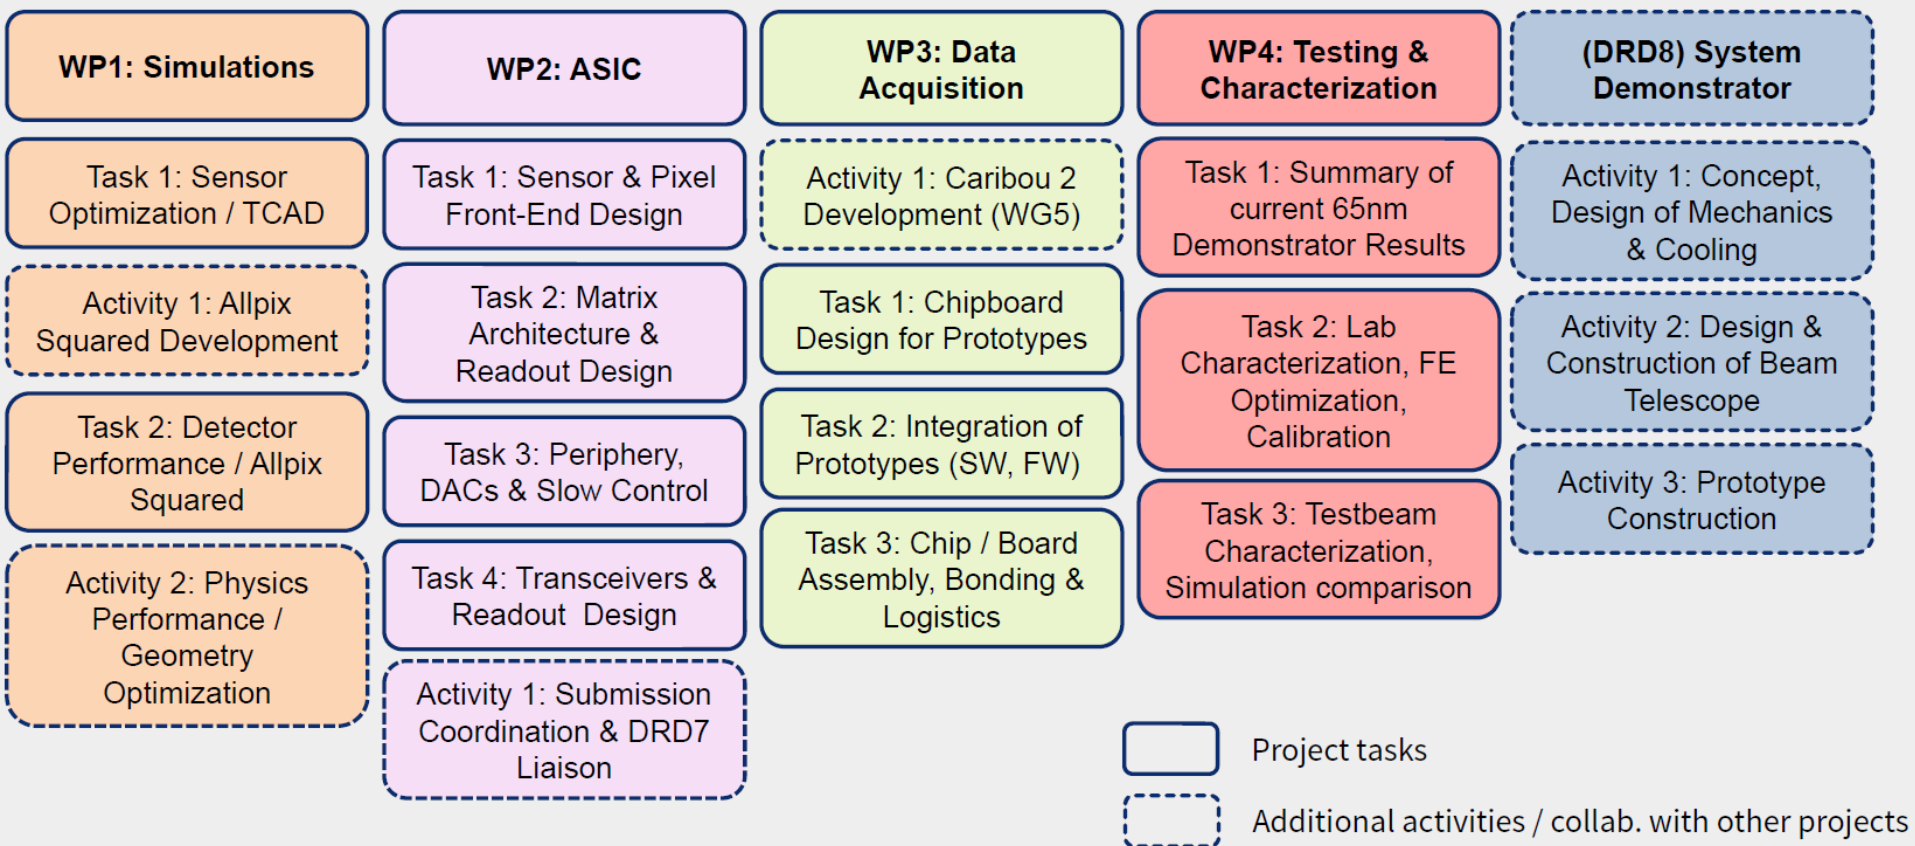 WP1: Simulations
Task 1: Sensor
Optimization / TCAD
Activity 1: Allpix
Squared Development
Task 2: Detector
Performance / Allpix
Squared
Activity 2: Physics
Performance /
Geometry
Optimization
WP2: ASIC
Task 1: Sensor & Pixel
Front-End Design
Task 2: Matrix
Architecture &
Readout Design
Task 3: Periphery,
DACs & Slow Control
Task 4: Transceivers &
Readout Design
Activity 1: Submission
Coordination & DRD7
Liaison
WP3: Data
Acquisition
Activity 1: Caribou 2
Development (WG5)
Task 1: Chipboard
Design for Prototypes
Task 2: Integration of
Prototypes (SW, FW)
Task 3: Chip / Board
Assembly, Bonding &
Logistics
WP4: Testing &
Characterization
Task 1: Summary of
current 65nm
Demonstrator Results
Task 2: Lab
Characterization, FE
Optimization,
Calibration
Task 3: Testbeam
Characterization,
Simulation comparison
(DRD8) System
Demonstrator
Activity 1: Concept,
Design of Mechanics
& Cooling
Activity 2: Design &
Construction of Beam
Telescope
Activity 3: Prototype
Construction
Project tasks
Additional activities / collab. with other projects